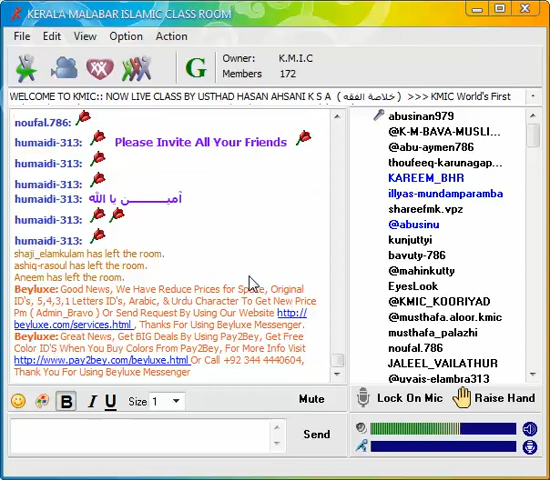 KERALA MALABAR ISLAMIC CLASS ROOM
File Edit View Option Action
G Owner: K.M.I.C
Members 172
WELCOME TO KMIC:: NOW LIVE CLASS BY USTHAD HASAN AHSANI K S A ( خلاصة الفقه ) >>> KMIC World's First
noufal.786:
humaidi-313: Please Invite All Your Friends
humaidi-313:
humaidi-313:
humaidi-313: آميـــــــن يا الله
humaidi-313:
humaidi-313:
shaji_elamkulam has left the room.
ashiq-rasoul has left the room.
Aneem has left the room.
Beyluxe: Good News, We Have Reduce Prices for Space, Original
ID's, 5,4,3,1 Letters ID's, Arabic, & Urdu Character To Get New
Pm ( Admin_Bravo ) Or Send Request By Using Our Website http://
beyluxe.com/services.html , Thanks For Using Beyluxe Messenger.
Beyluxe: Great News, Get BIG Deals By Using Pay2Bey, Get Free
Color ID'S When You Buy Colors From Pay2Bey, For More Info Visit
http://www.pay2bey.com/beyluxe.html Or Call +92 344 4440604,
Thank You For Using Beyluxe Messenger
abusinan979
@K-M-BAVA-MUSLI...
@abu-aymen786
thoufeeq-karunagap...
KAREEM_BHR
illyas-mundamparamba
shareefmk.vpz
@abusinu
kunjuttyi
bavuty-786
@mahinkutty
EyesLook
@KMIC_KOORIYAD
@musthafa.aloor.kmic
musthafa_palazhi
noufal.786
JALEEL_VAILATHUR
@uvais-elambra313
B I U Size 1 Mute
Lock On Mic Raise Hand
Send